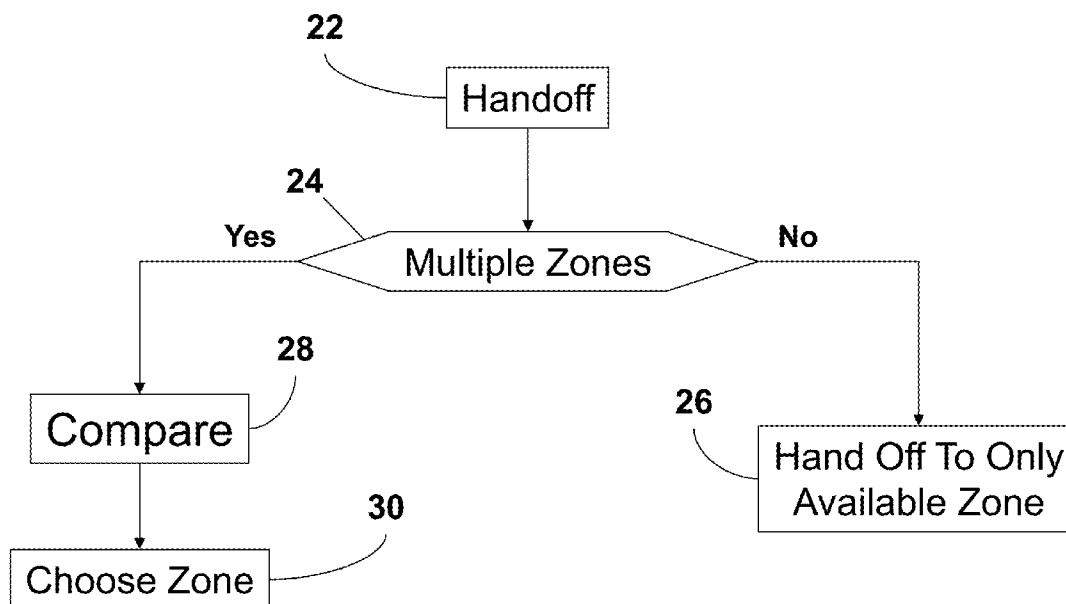 22
Handoff
24
Yes
Multiple Zones
No
28
Compare
26
Hand Off To Only
Available Zone
30
Choose Zone